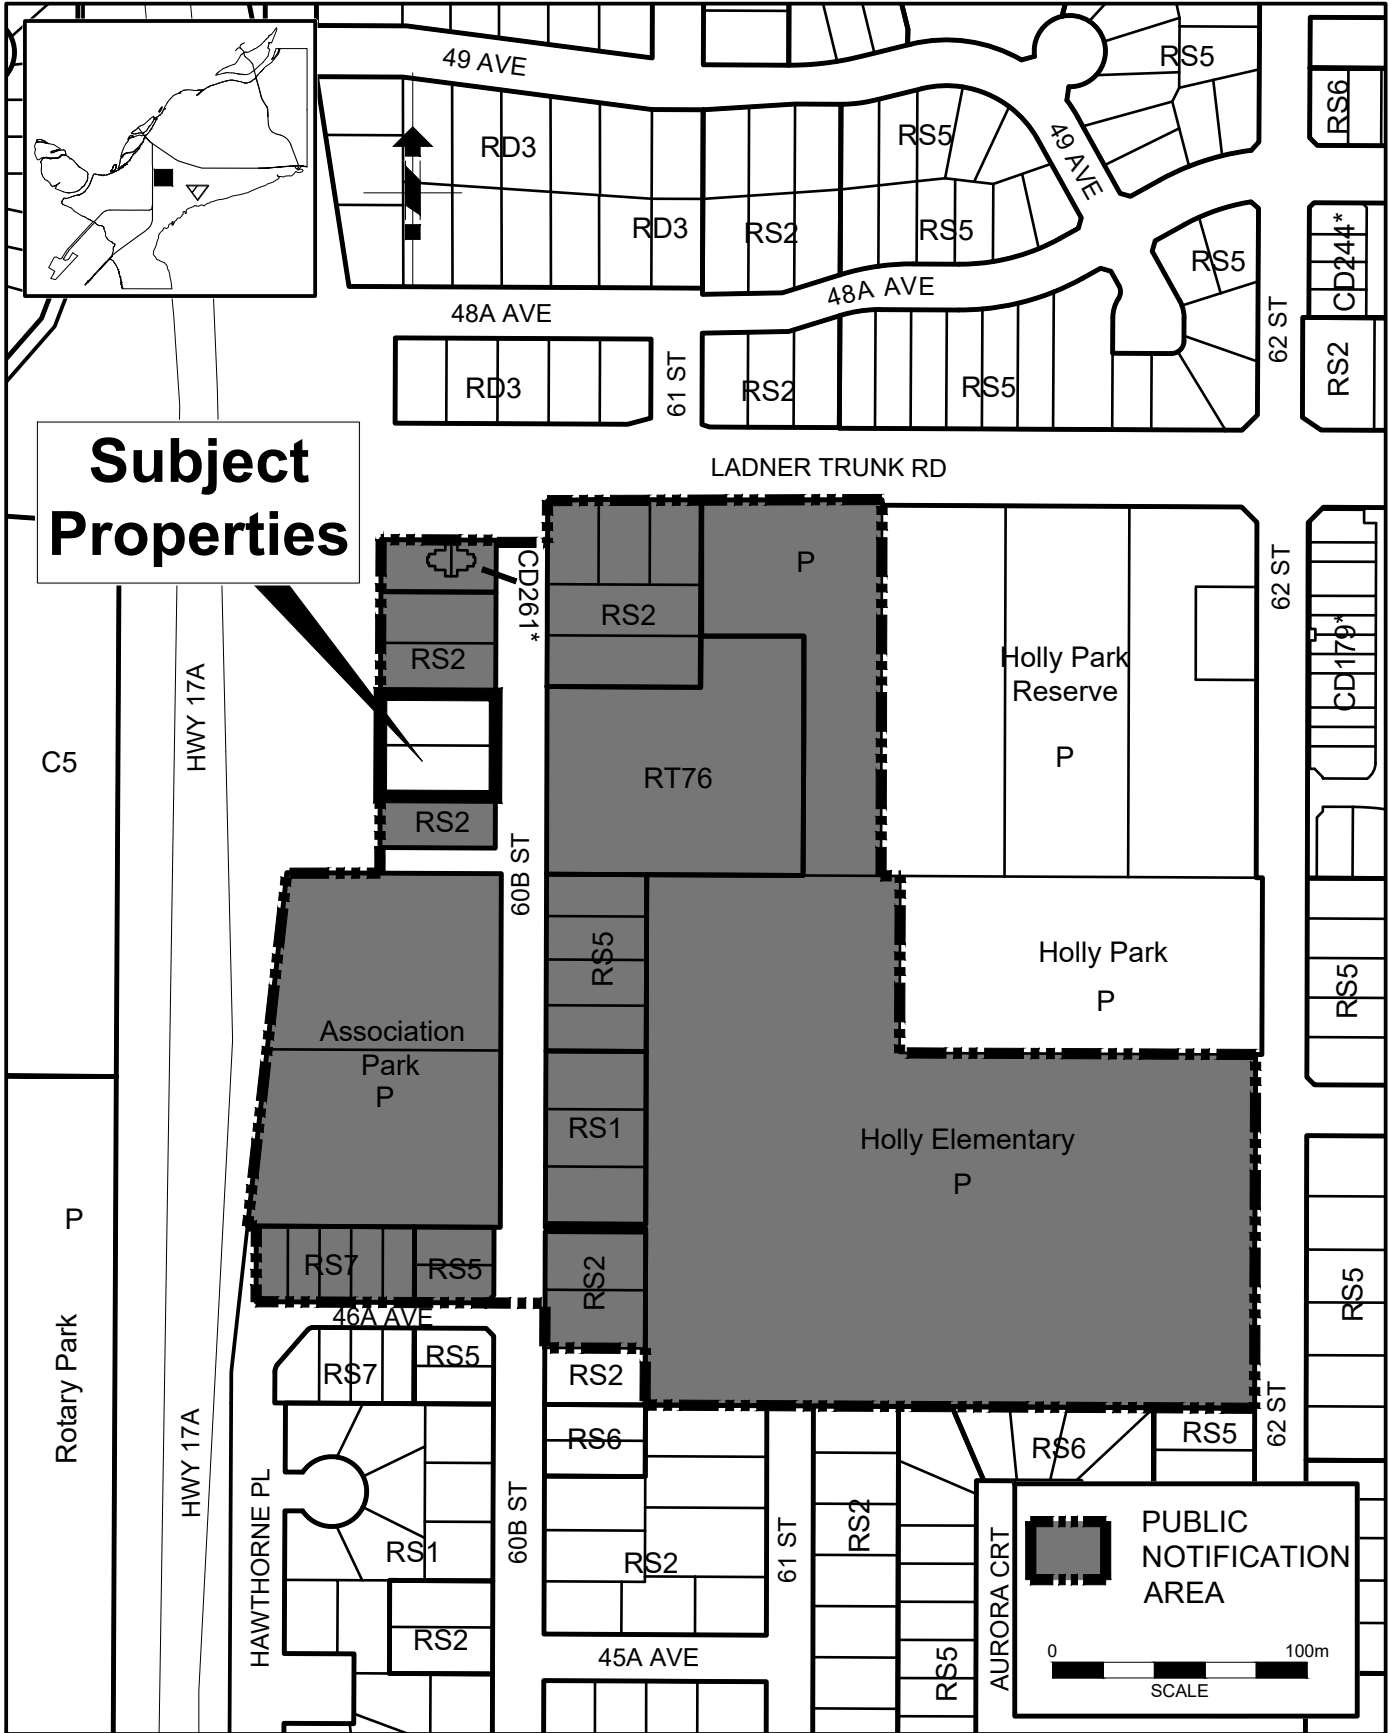 49 AVE
RS5
RS6
RD3
RS5
49 AVE
RD3
RS2
RS5
RS5
CD244*
48A AVE
48A AVE
62 ST
RD3
61 ST
RS2
RS5
RS2
Subject
Properties
LADNER TRUNK RD
CD261*
P
62 ST
RS2
RS2
Holly Park
Reserve
P
CD179*
HWY 17A
C5
RT76
RS2
60B ST
RS5
Holly Park
P
RS5
Association
Park
P
RS1
Holly Elementary
P
P
RS7
RS5
RS2
RS5
46A AVE
Rotary Park
RS7
RS5
RS2
HWY 17A
RS6
RS6
RS5
62 ST
HAWTHORNE PL
RS1
60B ST
RS2
61 ST
RS2
AURORA CRT
RS2
45A AVE
RS5
PUBLIC
NOTIFICATION
AREA
0 100m
SCALE